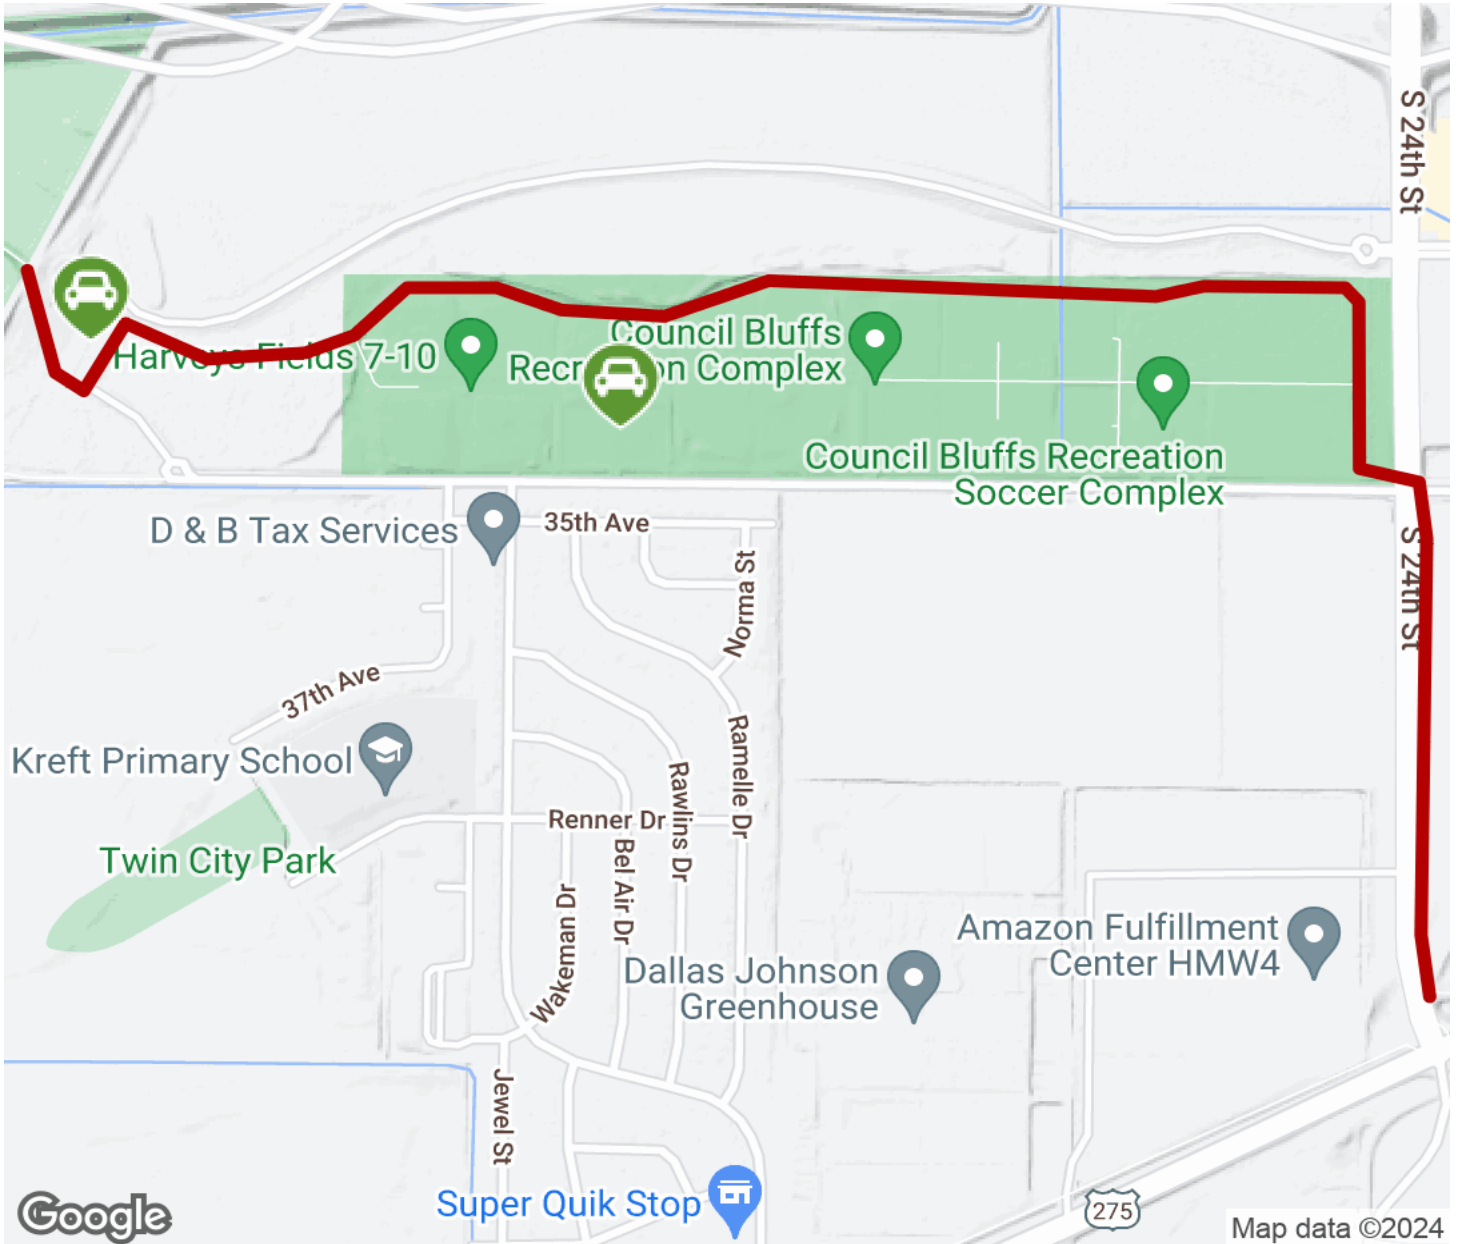 S 24th St
Council Bluffs
Recreation Complex
Harveys Fields 7-10
Council Bluffs Recreation
Soccer Complex
D & B Tax Services
35th Ave
Norma St
S 24th St
37th Ave
Kreft Primary School
Ramelle Dr
Rawlins Dr
Renner Dr
Bel Air Dr
Twin City Park
Wakeman Dr
Amazon Fulfillment
Center HMW4
Dallas Johnson
Greenhouse
Jewel St
Super Quik Stop
275
Google
Map data ©2024